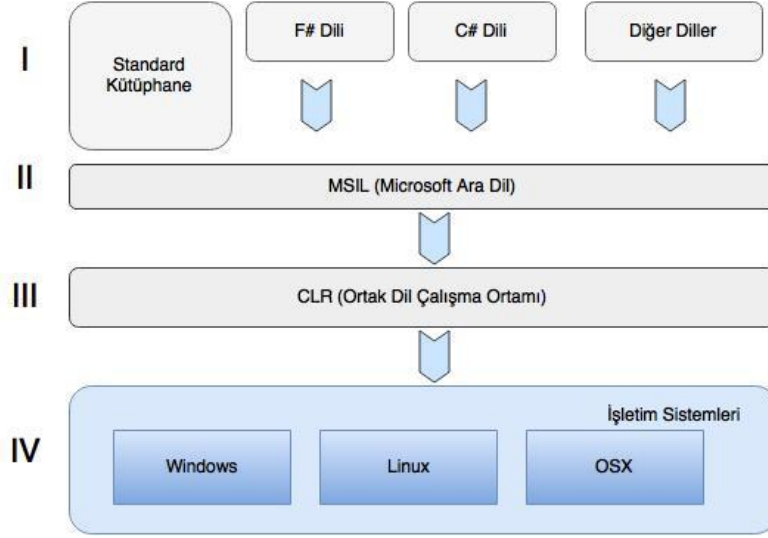 I
Standard
Kütüphane
F# Dili
C# Dili
Diğer Diller
II
MSIL (Microsoft Ara Dil)
III
CLR (Ortak Dil Çalışma Ortamı)
IV
İşletim Sistemleri
Windows
Linux
OSX